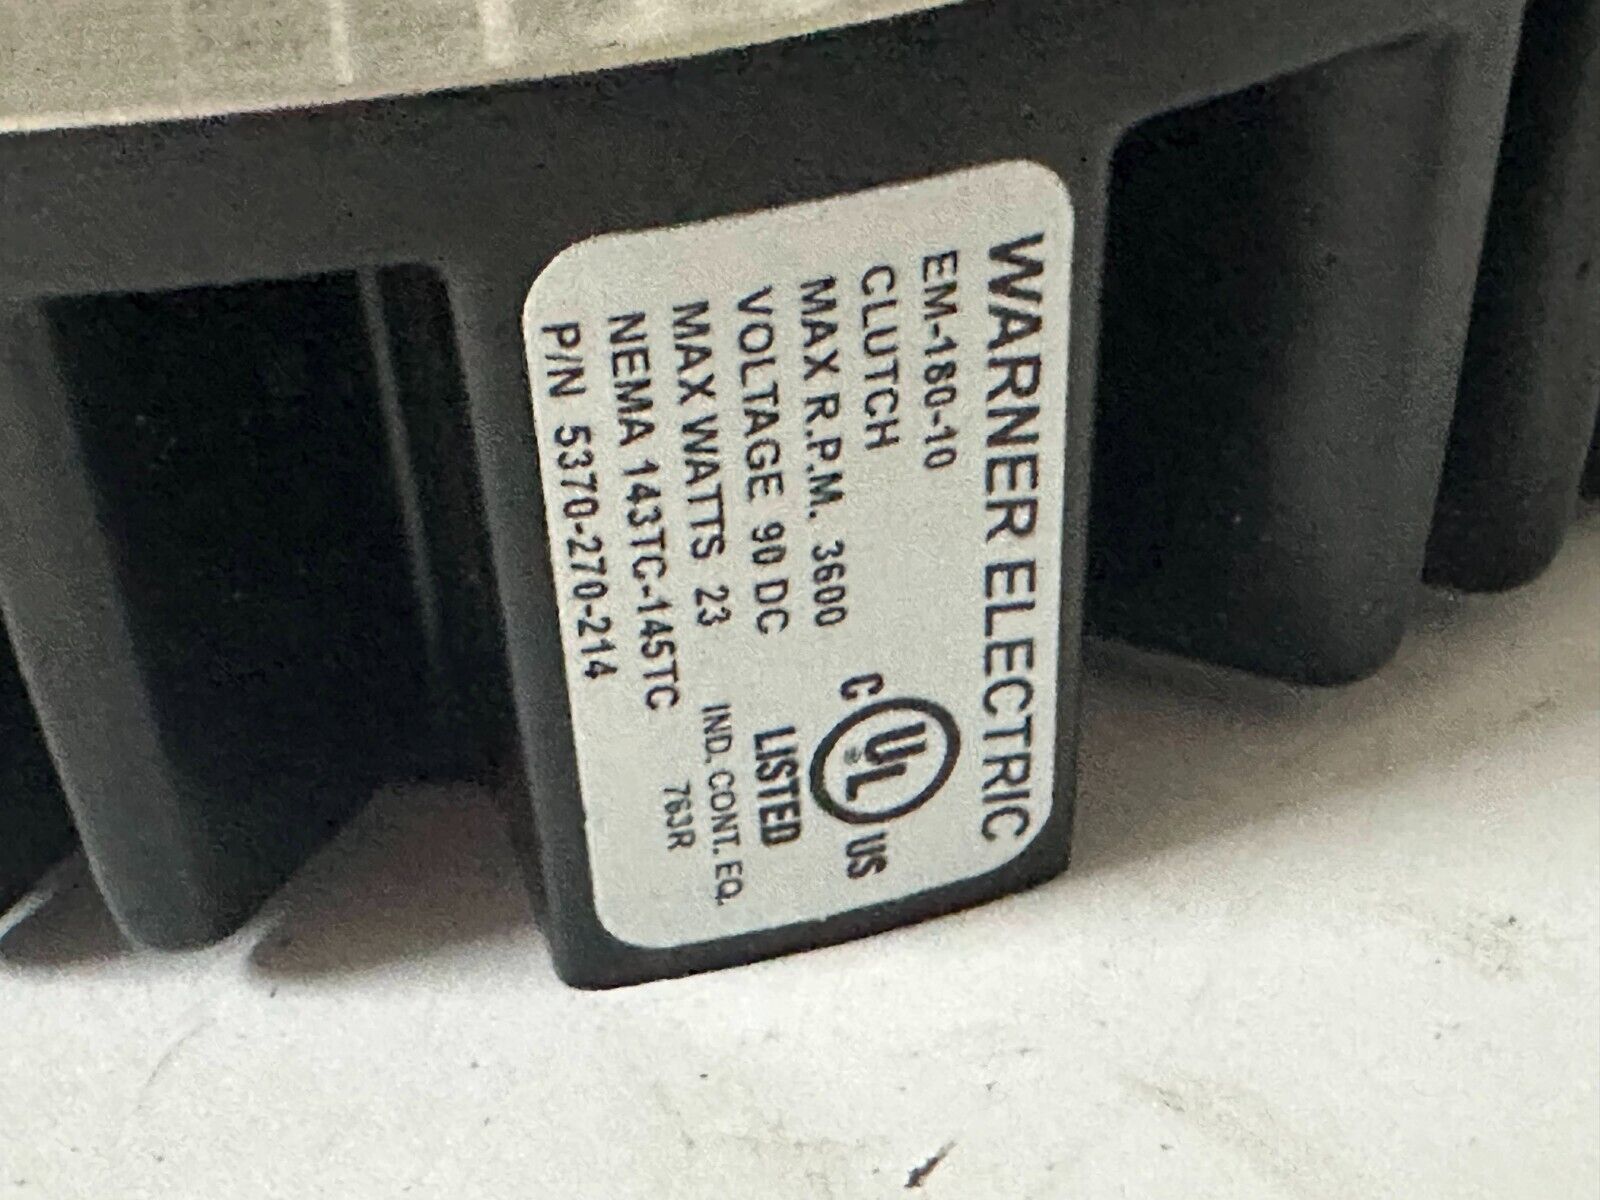 WARNER ELECTRIC
EM-180-10
CLUTCH
MAX R.P.M. 3600
VOLTAGE 90 DC
MAX WATTS 23
NEMA 143TC-145TC
P/N 5370-270-214
C UL US
LISTED
IND. CONT. EQ.
763R